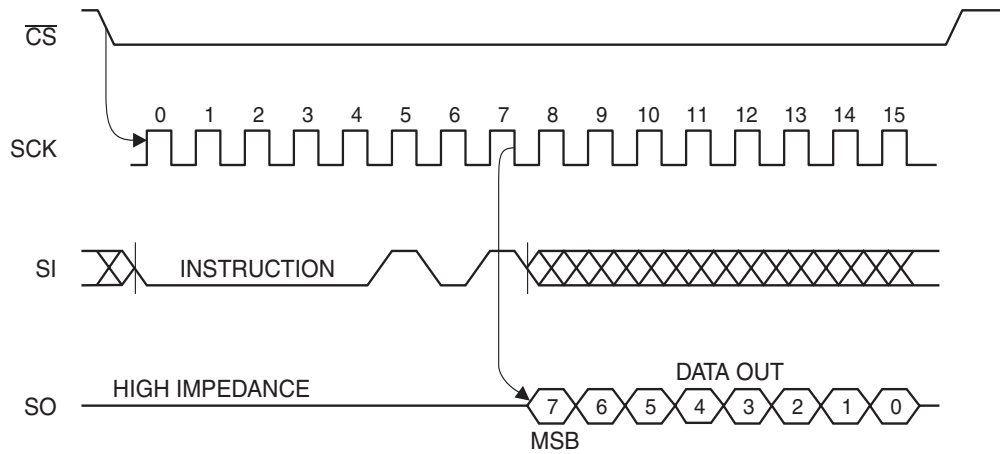 CS
0 1 2 3 4 5 6 7 8 9 10 11 12 13 14 15
SCK
SI
INSTRUCTION
HIGH IMPEDANCE
DATA OUT
SO
7 6 5 4 3 2 1 0
MSB